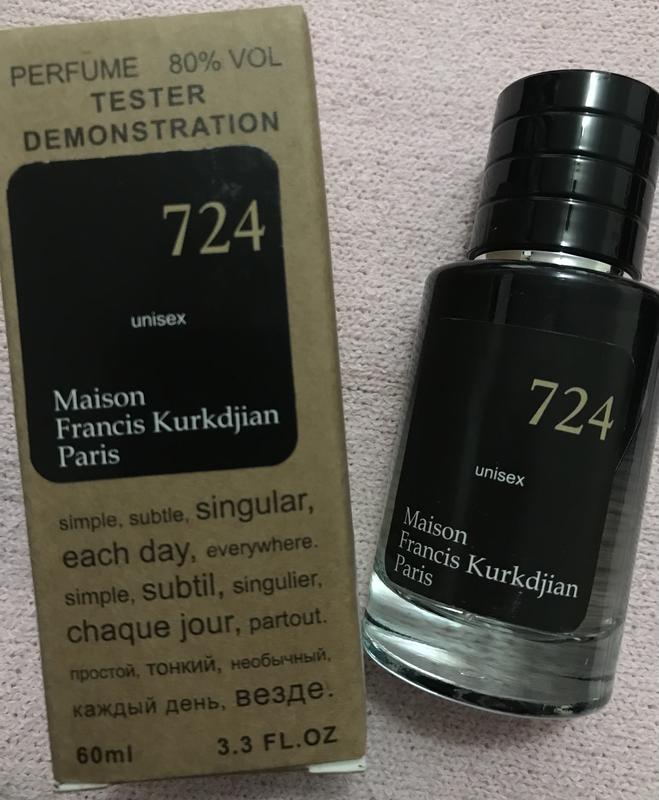 PERFUME 80% VOL
TESTER
DEMONSTRATION
724
unisex
Maison
Francis Kurkdjian
Paris
simple, subtle, singular,
each day, everywhere.
simple, subtil, singulier,
chaque jour, partout.
простой, тонкий, необычный,
каждый день, везде.
60ml 3.3 FL.OZ
724
unisex
Maison
Francis Kurkdjian
Paris